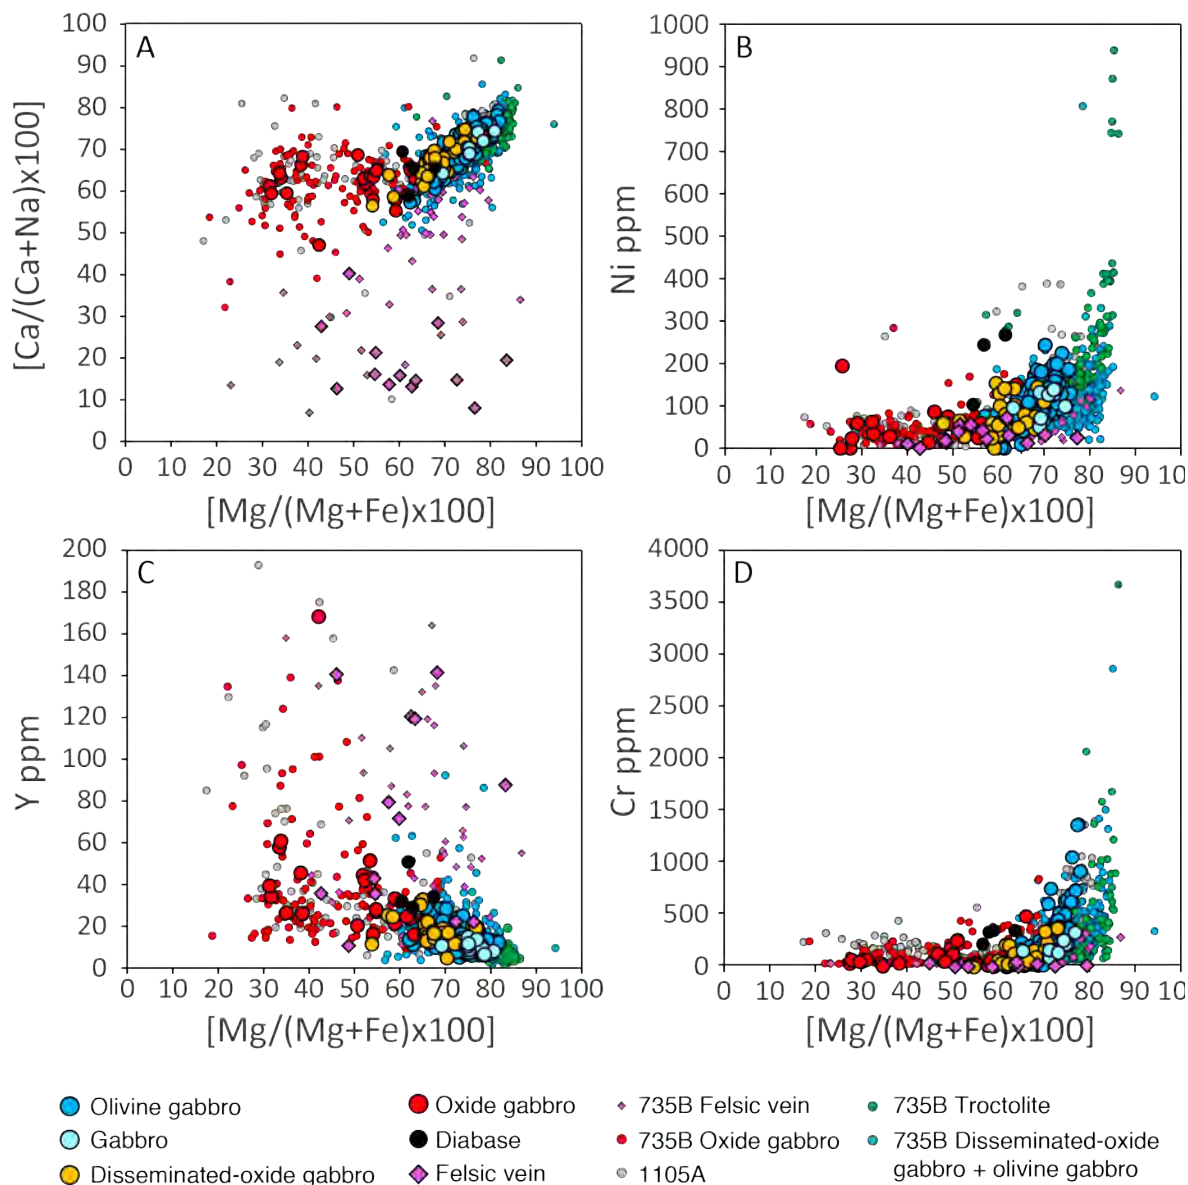 A
[Ca/(Ca+Na)x100]
100
90
80
70
60
50
40
30
20
10
0
0 10 20 30 40 50 60 70 80 90 100
[Mg/(Mg+Fe)x100]
B
Ni ppm
1000
900
800
700
600
500
400
300
200
100
0
0 10 20 30 40 50 60 70 80 90 100
[Mg/(Mg+Fe)x100]
C
Y ppm
200
180
160
140
120
100
80
60
40
20
0
0 10 20 30 40 50 60 70 80 90 100
[Mg/(Mg+Fe)x100]
D
Cr ppm
4000
3500
3000
2500
2000
1500
1000
500
0
0 10 20 30 40 50 60 70 80 90 10
[Mg/(Mg+Fe)x100]
Olivine gabbro
Gabbro
Disseminated-oxide gabbro
Oxide gabbro
Diabase
Felsic vein
735B Felsic vein
735B Oxide gabbro
1105A
735B Troctolite
735B Disseminated-oxide
gabbro + olivine gabbro